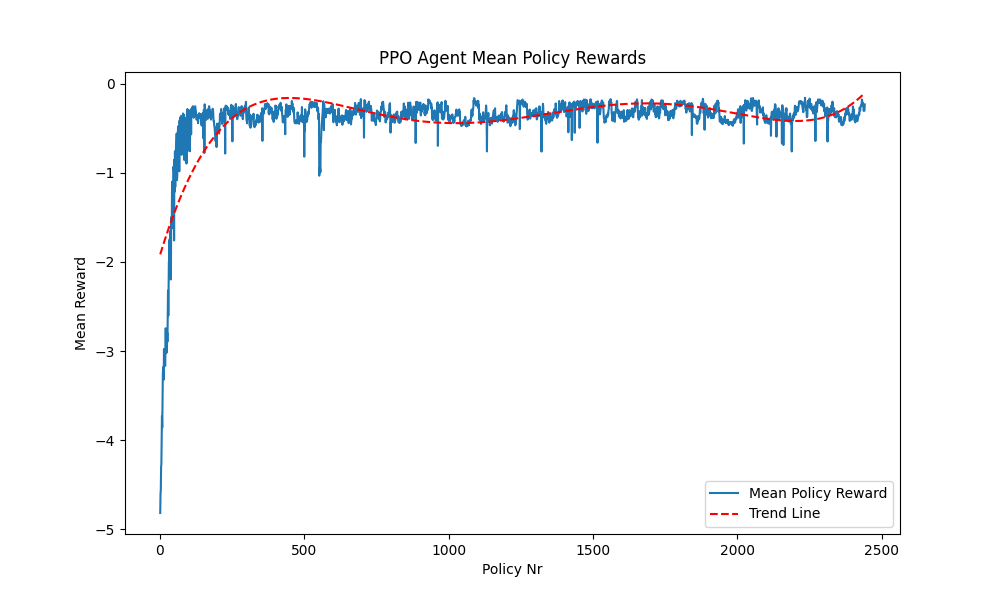 PPO Agent Mean Policy Rewards
Mean Reward
0
−1
−2
−3
−4
−5
0
500
1000
1500
2000
2500
Policy Nr
Mean Policy Reward
Trend Line